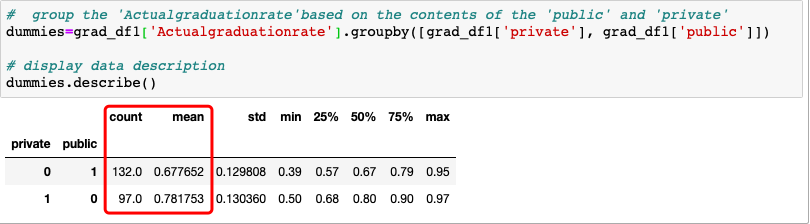 #  group the 'Actualgraduationrate'based on the contents of the 'public' and 'private'
dummies=grad_df1['Actualgraduationrate'].groupby([grad_df1['private'], grad_df1['public']])
# display data description
dummies.describe()
count mean std min 25% 50% 75% max
private public
0 1 132.0 0.677652 0.129808 0.39 0.57 0.67 0.79 0.95
1 0 97.0 0.781753 0.130360 0.50 0.68 0.80 0.90 0.97